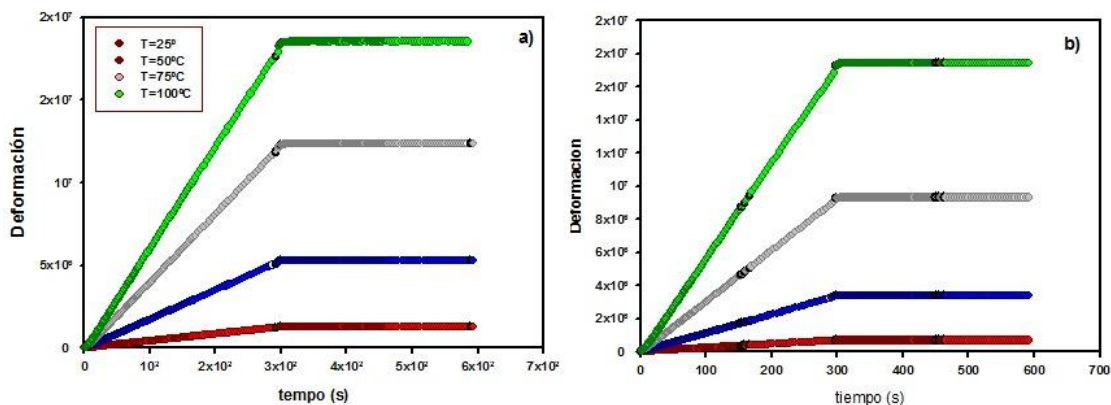 2x10⁷
2x10⁷
10⁷
5x10⁶
0
Deformación
T=25º
T=50ºC
T=75ºC
T=100ºC
a)
0
10²
2x10²
3x10²
4x10²
5x10²
6x10²
7x10²
tempo (s)
2x10⁷
2x10⁷
2x10⁷
1x10⁷
1x10⁷
10⁷
8x10⁶
6x10⁶
4x10⁶
2x10⁶
0
Deformacion
b)
0
100
200
300
400
500
600
700
tiempo (s)